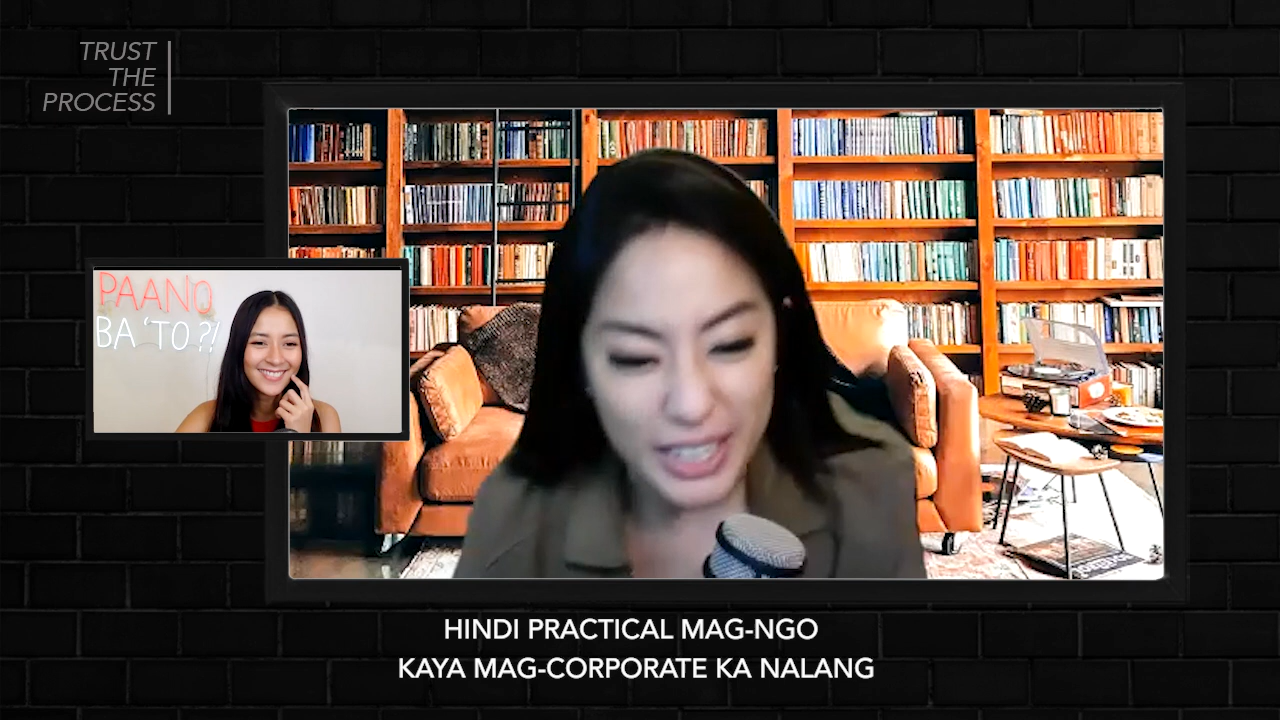 TRUST
THE
PROCESS
PAANO
BA 'TO ?!
HINDI PRACTICAL MAG-NGO
KAYA MAG-CORPORATE KA NALANG